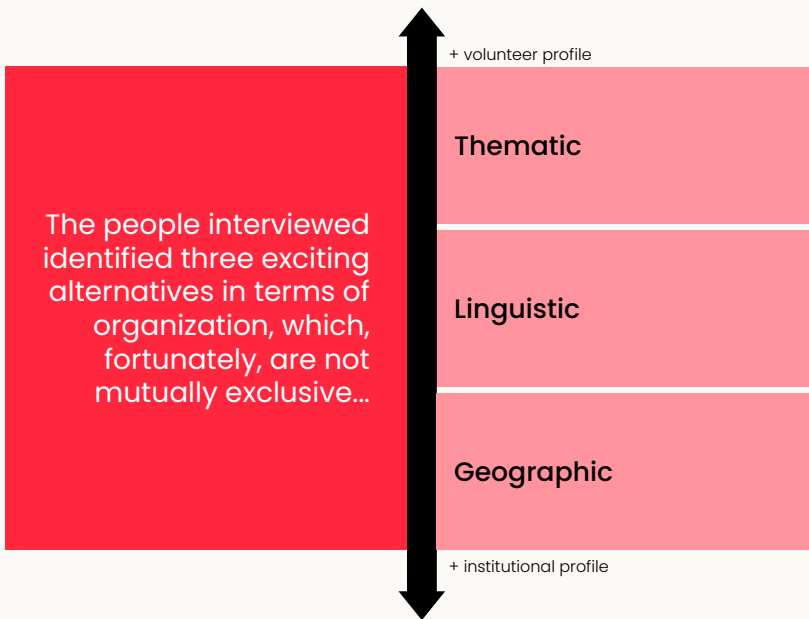 The people interviewed
identified three exciting
alternatives in terms of
organization, which,
fortunately, are not
mutually exclusive...
+ volunteer profile
Thematic
Linguistic
Geographic
+ institutional profile